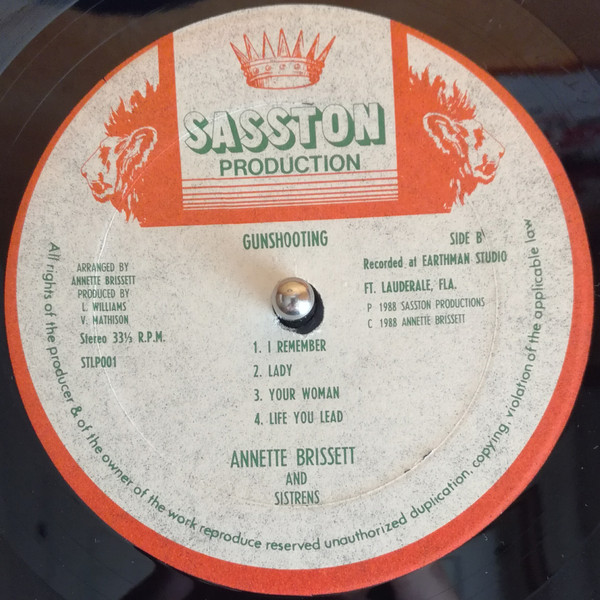 SASSTON
PRODUCTION
GUNSHOOTING
SIDE B
Recorded at EARTHMAN STUDIO
FT. LAUDERALE, FLA.
P 1988 SASSTON PRODUCTIONS
C 1988 ANNETTE BRISSETT
ARRANGED BY
ANNETTE BRISSETT
PRODUCED BY
L. WILLIAMS
V. MATHISON
Stereo 33⅓ R.P.M.
STLP001
1. I REMEMBER
2. LADY
3. YOUR WOMAN
4. LIFE YOU LEAD
ANNETTE BRISSETT
AND
SISTRENS
All rights of the producer & of the owner of the work reproduce reserved unauthorized duplication, copying, violation of the applicable law